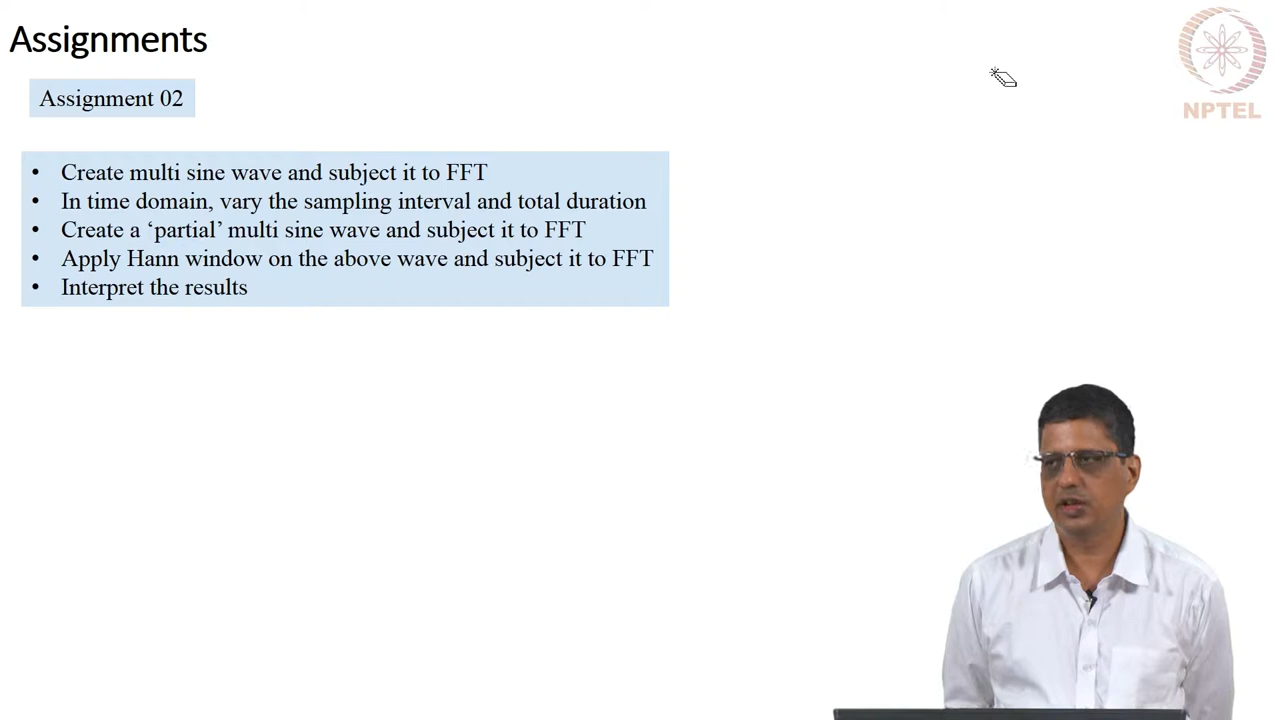 Assignments
NPTEL
Assignment 02
• Create multi sine wave and subject it to FFT
• In time domain, vary the sampling interval and total duration
• Create a ‘partial’ multi sine wave and subject it to FFT
• Apply Hann window on the above wave and subject it to FFT
• Interpret the results